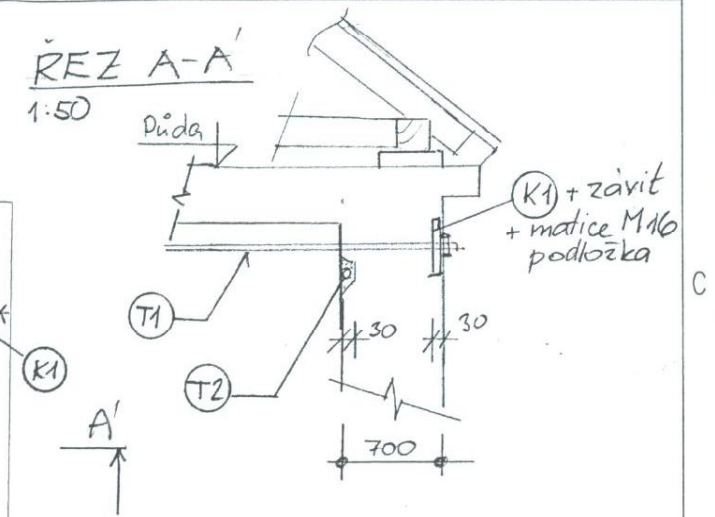 ŘEZ A-A'
1:50
Půda
K1 + závit
+ matice M16
podložka
C
T1
30
30
K1
T2
A'
700